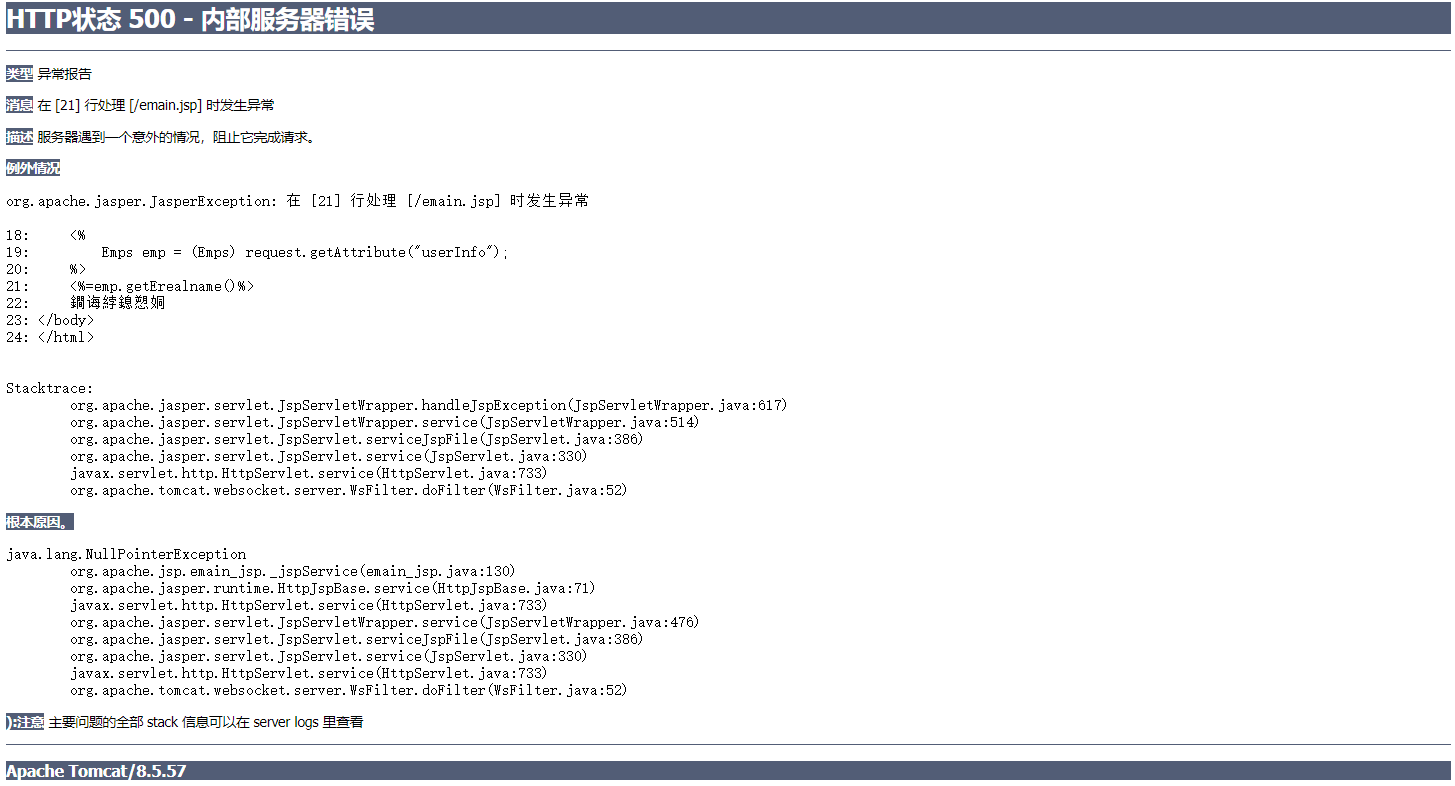 HTTP状态 500 - 内部服务器错误
类型 异常报告
消息 在 [21] 行处理 [/emain.jsp] 时发生异常
描述 服务器遇到一个意外的情况，阻止它完成请求。
例外情况
org.apache.jasper.JasperException: 在 [21] 行处理 [/emain.jsp] 时发生异常
18:     <%
19:         Emps emp = (Emps) request.getAttribute("userInfo");
20:     %>
21:     <%=emp.getErealname()%>
22:
23: </body>
24: </html>
Stacktrace:
org.apache.jasper.servlet.JspServletWrapper.handleJspException(JspServletWrapper.java:617)
org.apache.jasper.servlet.JspServletWrapper.service(JspServletWrapper.java:514)
org.apache.jasper.servlet.JspServlet.serviceJspFile(JspServlet.java:386)
org.apache.jasper.servlet.JspServlet.service(JspServlet.java:330)
javax.servlet.http.HttpServlet.service(HttpServlet.java:733)
org.apache.tomcat.websocket.server.WsFilter.doFilter(WsFilter.java:52)
根本原因。
java.lang.NullPointerException
org.apache.jsp.emain_jsp._jspService(emain_jsp.java:130)
org.apache.jasper.runtime.HttpJspBase.service(HttpJspBase.java:71)
javax.servlet.http.HttpServlet.service(HttpServlet.java:733)
org.apache.jasper.servlet.JspServletWrapper.service(JspServletWrapper.java:476)
org.apache.jasper.servlet.JspServlet.serviceJspFile(JspServlet.java:386)
org.apache.jasper.servlet.JspServlet.service(JspServlet.java:330)
javax.servlet.http.HttpServlet.service(HttpServlet.java:733)
org.apache.tomcat.websocket.server.WsFilter.doFilter(WsFilter.java:52)
):注意 主要问题的全部 stack 信息可以在 server logs 里查看
Apache Tomcat/8.5.57